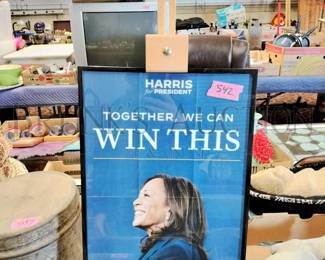 HARRIS
for PRESIDENT
542
TOGETHER, WE CAN
WIN THIS